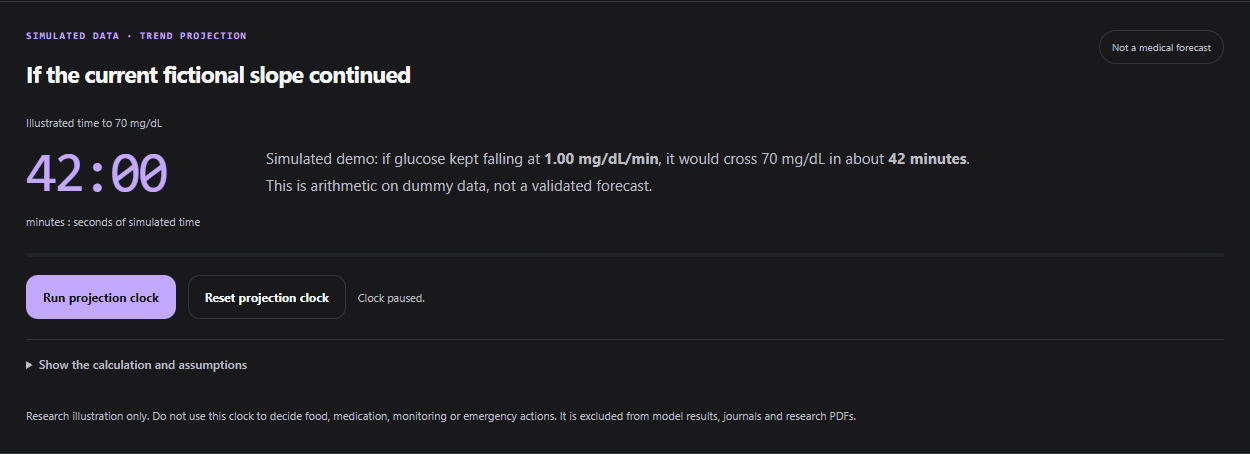 SIMULATED DATA · TREND PROJECTION
Not a medical forecast
If the current fictional slope continued
Illustrated time to 70 mg/dL
42:00
Simulated demo: if glucose kept falling at 1.00 mg/dL/min, it would cross 70 mg/dL in about 42 minutes.
This is arithmetic on dummy data, not a validated forecast.
minutes : seconds of simulated time
Run projection clock
Reset projection clock
Clock paused.
Show the calculation and assumptions
Research illustration only. Do not use this clock to decide food, medication, monitoring or emergency actions. It is excluded from model results, journals and research PDFs.